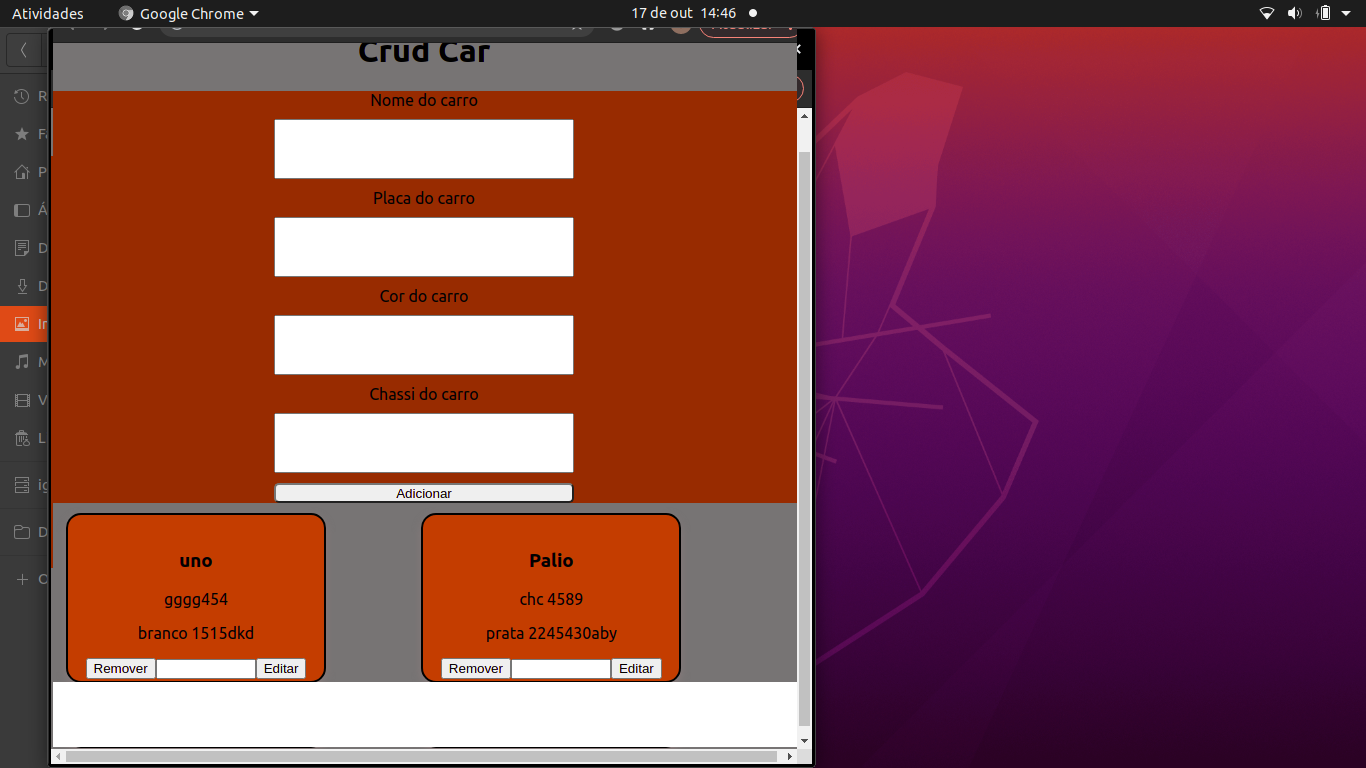 Atividades Google Chrome 17 de out 14:46
Crud Car
Nome do carro
Placa do carro
Cor do carro
Chassi do carro
Adicionar
uno
gggg454
branco 1515dkd
Remover Editar
Palio
chc 4589
prata 2245430aby
Remover Editar